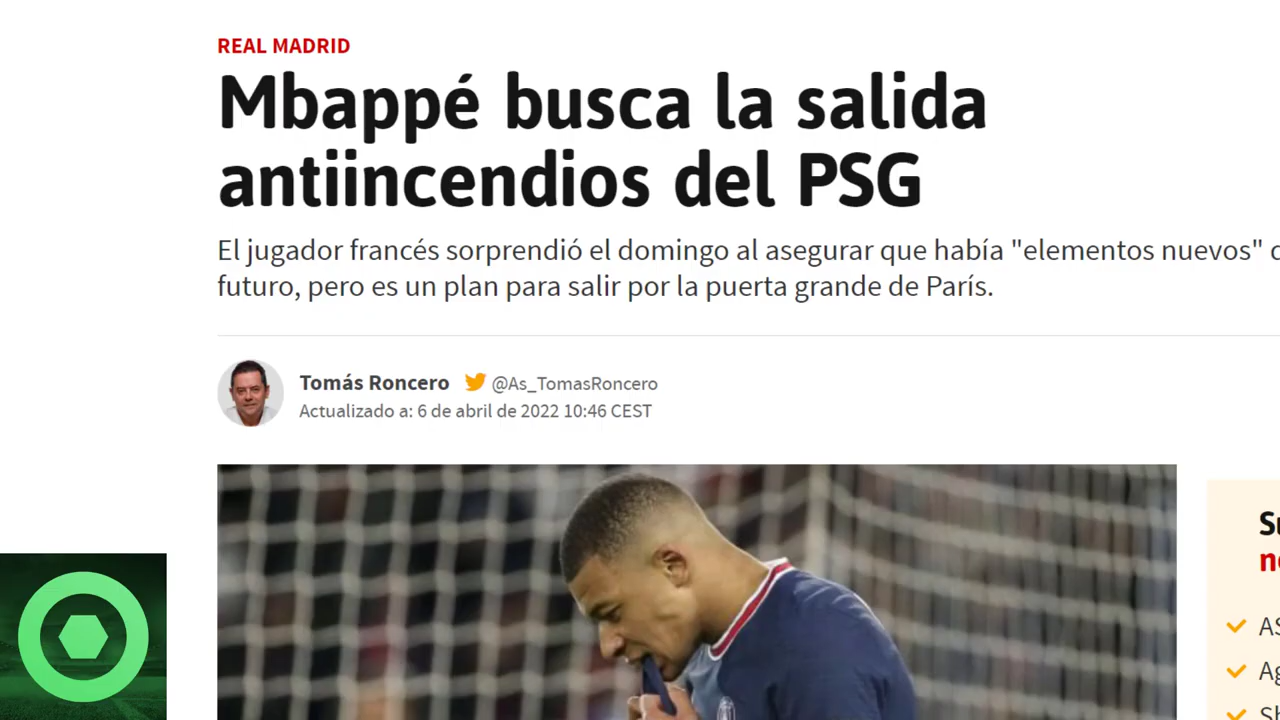 REAL MADRID
Mbappé busca la salida
antiincendios del PSG
El jugador francés sorprendió el domingo al asegurar que había "elementos nuevos"
futuro, pero es un plan para salir por la puerta grande de París.
Tomás Roncero @As_TomasRoncero
Actualizado a: 6 de abril de 2022 10:46 CEST